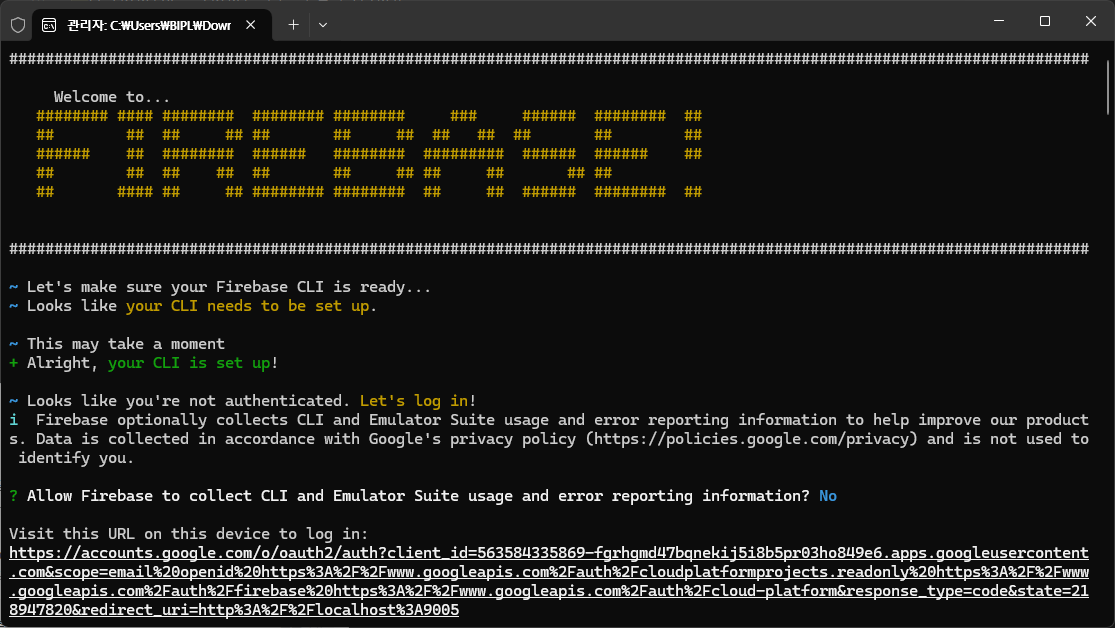 관리자: C:₩Users₩BIPL₩Dowr
########################################################################################################################
Welcome to...
######## #### ######## ######## ########     ###     ######  ######## ##
##        ##  ##     ## ##       ##     ##  ##   ##  ##       ##        ##
######    ##  ########  ######   ########  #########  ######  ######    ##
##        ##  ##    ##  ##       ##     ## ##     ##       ## ##
##       #### ##     ## ######## ########  ##     ##  ######  ########  ##
########################################################################################################################
~ Let's make sure your Firebase CLI is ready...
~ Looks like your CLI needs to be set up.
~ This may take a moment
+ Alright, your CLI is set up!
~ Looks like you're not authenticated. Let's log in!
i  Firebase optionally collects CLI and Emulator Suite usage and error reporting information to help improve our product
s. Data is collected in accordance with Google's privacy policy (https://policies.google.com/privacy) and is not used to
identify you.
? Allow Firebase to collect CLI and Emulator Suite usage and error reporting information? No
Visit this URL on this device to log in:
https://accounts.google.com/o/oauth2/auth?client_id=563584335869-fgrhgmd47bqnekij5i8b5pr03ho849e6.apps.googleusercontent
.com&scope=email%20openid%20https%3A%2F%2Fwww.googleapis.com%2Fauth%2Fcloudplatformprojects.readonly%20https%3A%2F%2Fwww
.googleapis.com%2Fauth%2Ffirebase%20https%3A%2F%2Fwww.googleapis.com%2Fauth%2Fcloud-platform&response_type=code&state=21
8947820&redirect_uri=http%3A%2F%2Flocalhost%3A9005